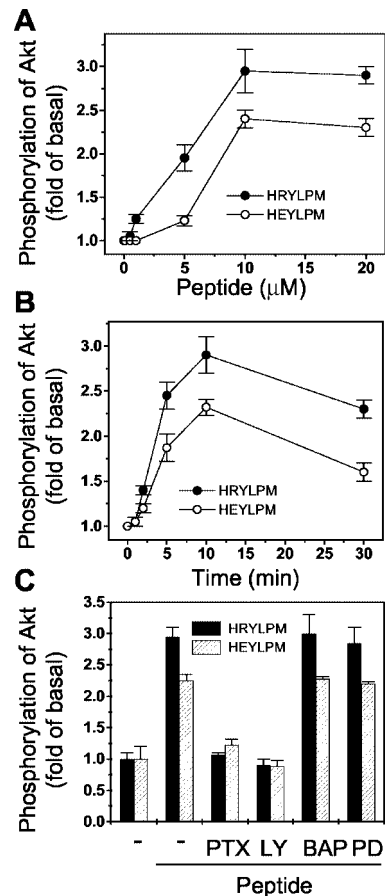 A
Phosphorylation of Akt
(fold of basal)
3.0
2.5
2.0
1.5
1.0
HRYLPM
HEYLPM
0 5 10 15 20
Peptide (μM)
B
Phosphorylation of Akt
(fold of basal)
3.0
2.5
2.0
1.5
1.0
HRYLPM
HEYLPM
0 5 10 15 20 25 30
Time (min)
C
Phosphorylation of Akt
(fold of basal)
3.5
3.0
2.5
2.0
1.5
1.0
0.5
0.0
HRYLPM
HEYLPM
- - PTX LY BAP PD
Peptide